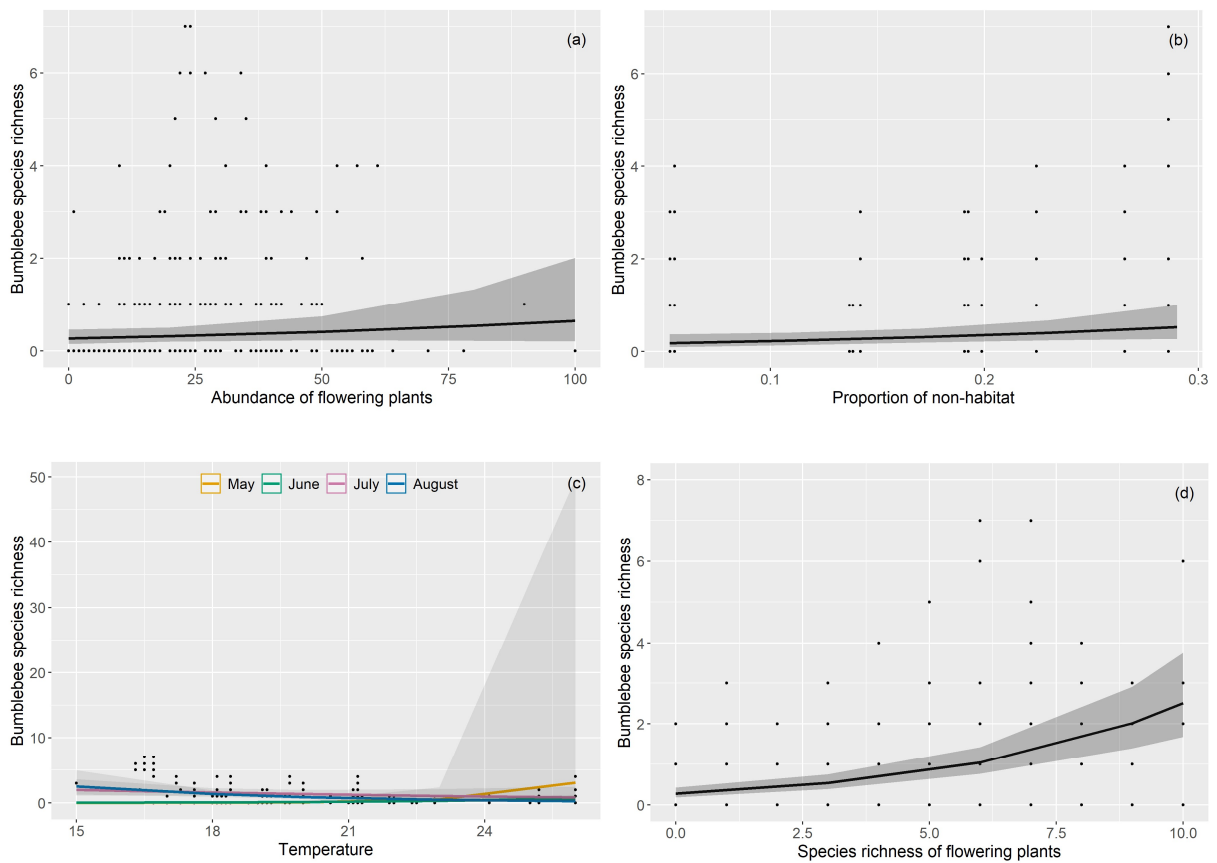 (a)
Bumblebee species richness
6
4
2
0
0 25 50 75 100
Abundance of flowering plants
(b)
Bumblebee species richness
6
4
2
0
0.1 0.2 0.3
Proportion of non-habitat
(c)
May June July August
Bumblebee species richness
50
40
30
20
10
0
15 18 21 24
Temperature
(d)
Bumblebee species richness
8
6
4
2
0
0.0 2.5 5.0 7.5 10.0
Species richness of flowering plants